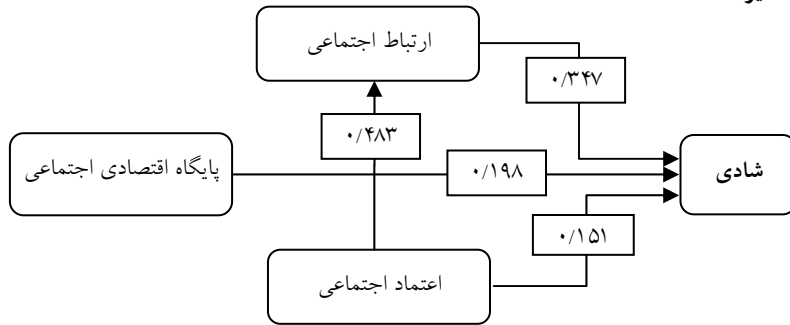 ارتباط اجتماعی
۰/۳۴۷
۰/۴۸۳
پایگاه اقتصادی اجتماعی
۰/۱۹۸
شادی
۰/۱۵۱
اعتماد اجتماعی